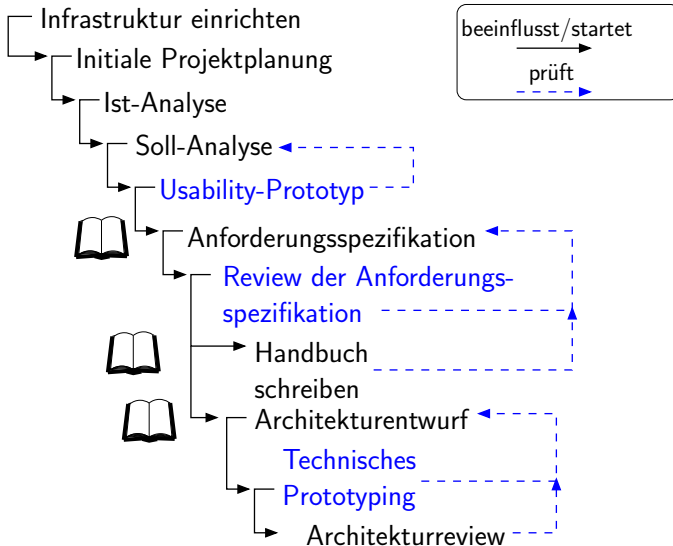 Infrastruktur einrichten
beeinflusst/startet
prüft
Initiale Projektplanung
Ist-Analyse
Soll-Analyse
Usability-Prototyp
Anforderungsspezifikation
Review der Anforderungs-
spezifikation
Handbuch
schreiben
Architekturentwurf
Technisches
Prototyping
Architekturreview